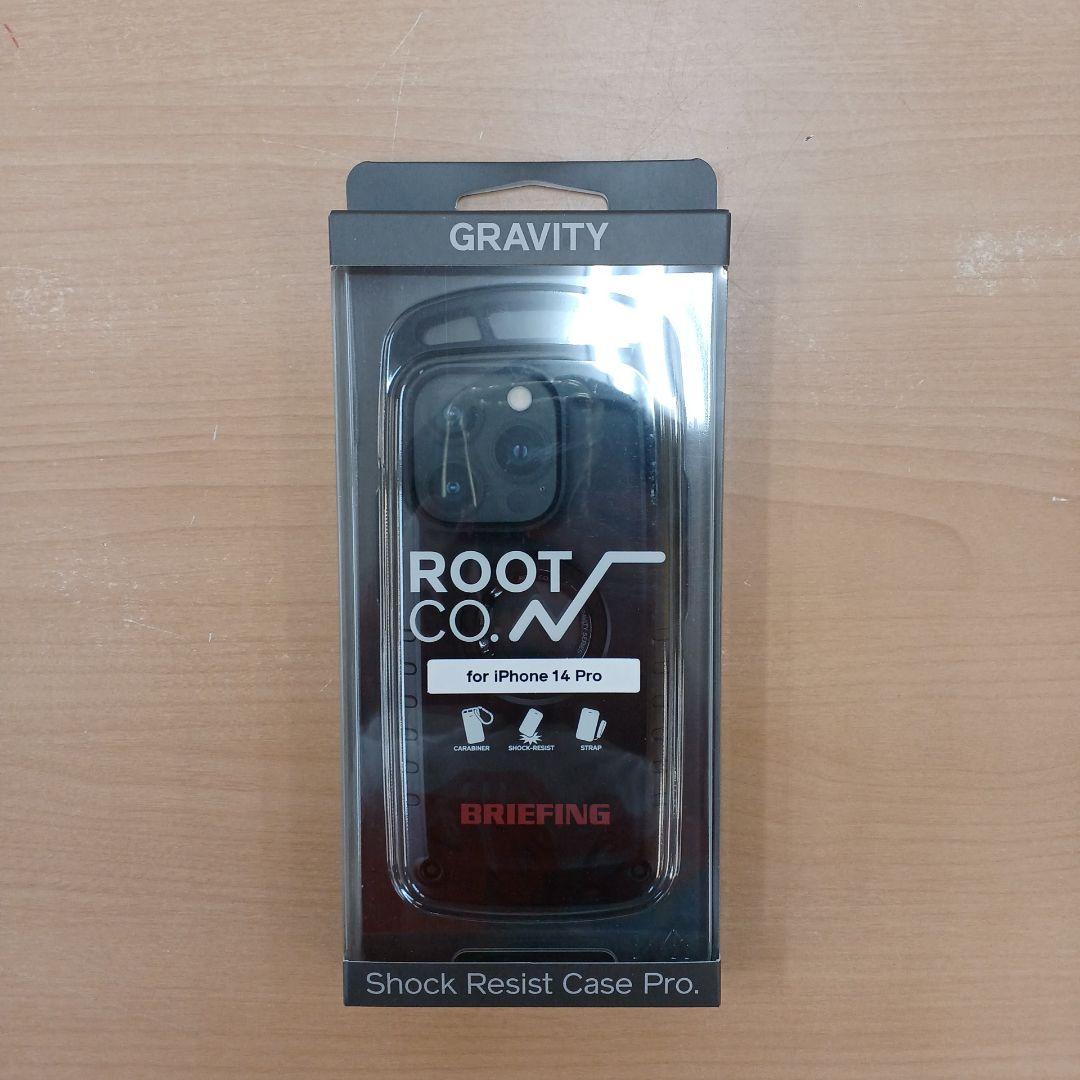 GRAVITY
ROOT
CO.
for iPhone 14 Pro
CARABINER
SHOCK-RESIST
STRAP
BRIEFING
Shock Resist Case Pro.